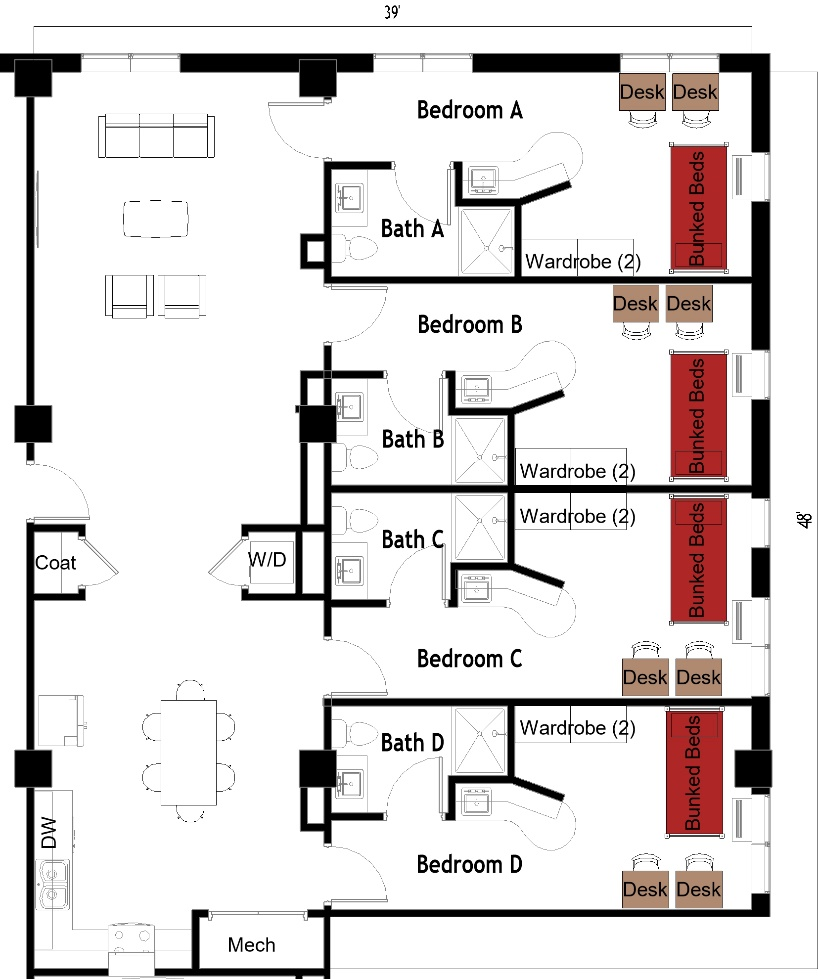 39'
Desk Desk
Bedroom A
Bunked Beds
Bath A
Wardrobe (2)
Desk Desk
Bedroom B
Bunked Beds
Bath B
Wardrobe (2)
Wardrobe (2)
Bunked Beds
48'
Bath C
Coat
W/D
Bedroom C
Desk Desk
Wardrobe (2)
Bath D
Bunked Beds
DW
Bedroom D
Desk Desk
Mech